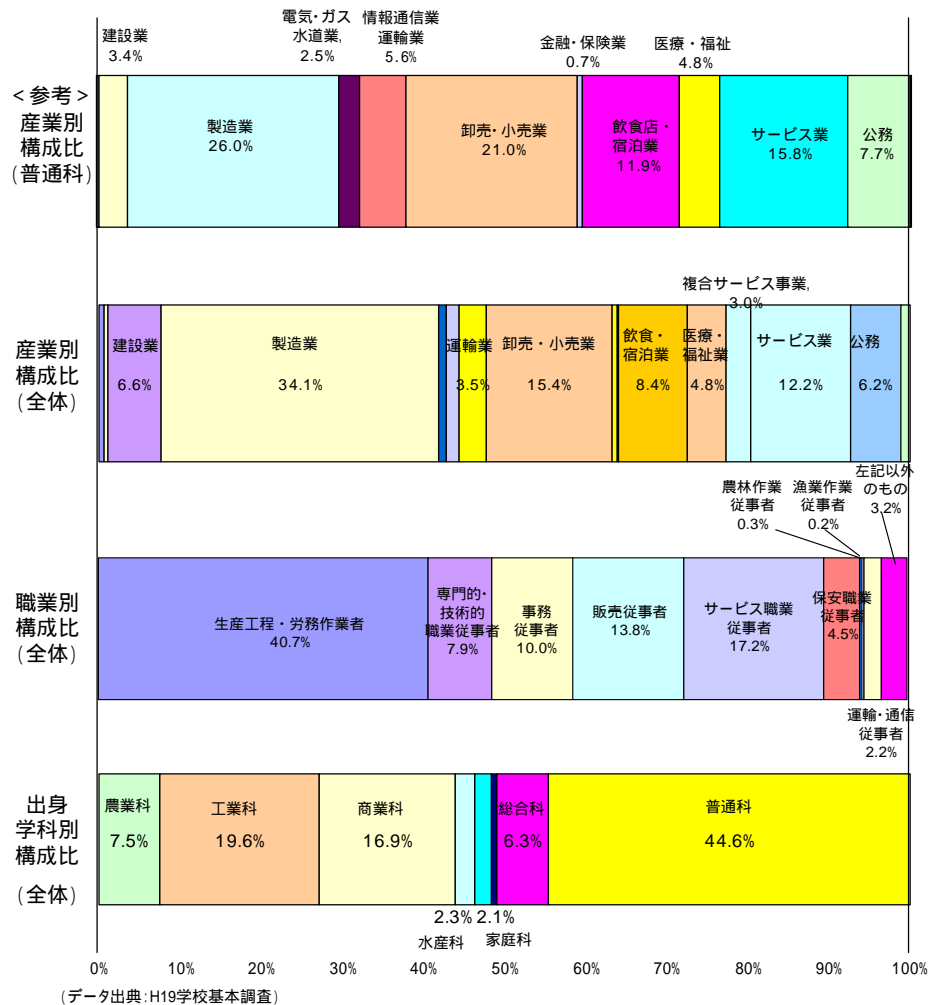 建設業
3.4%
電気・ガス
水道業,
2.5%
情報通信業
運輸業
5.6%
金融・保険業
0.7%
医療・福祉
4.8%
<参考>
産業別
構成比
(普通科)
製造業
26.0%
卸売・小売業
21.0%
飲食店・
宿泊業
11.9%
サービス業
15.8%
公務
7.7%
複合サービス事業,
3.0%
産業別
構成比
(全体)
建設業
6.6%
製造業
34.1%
運輸業
3.5%
卸売・小売業
15.4%
飲食・
宿泊業
8.4%
医療・
福祉業
4.8%
サービス業
12.2%
公務
6.2%
農林作業
従事者
0.3%
漁業作業
従事者
0.2%
左記以外
のもの
3.2%
職業別
構成比
(全体)
生産工程・労務作業者
40.7%
専門的・
技術的
職業従事者
7.9%
事務
従事者
10.0%
販売従事者
13.8%
サービス職業
従事者
17.2%
保安職業
従事者
4.5%
運輸・通信
従事者
2.2%
出身
学科別
構成比
(全体)
農業科
7.5%
工業科
19.6%
商業科
16.9%
総合科
6.3%
普通科
44.6%
2.3%
水産科
2.1%
家庭科
0% 10% 20% 30% 40% 50% 60% 70% 80% 90% 100%
(データ出典:H19学校基本調査)